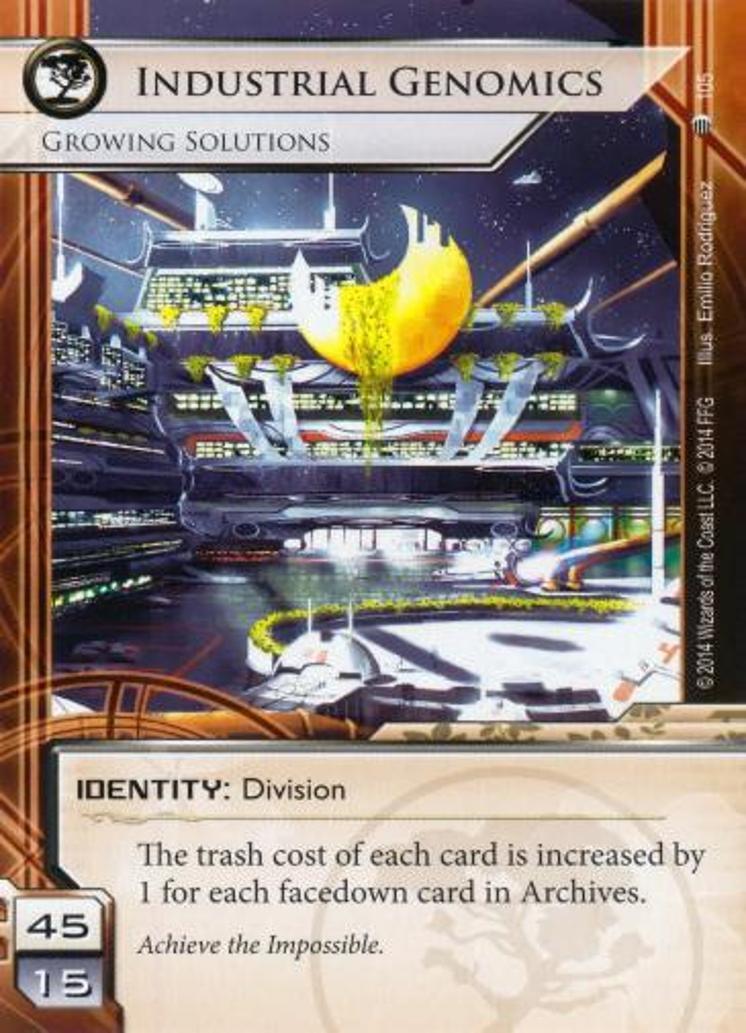 INDUSTRIAL GENOMICS
GROWING SOLUTIONS
105
Illus. Emilio Rodriguez
© 2014 Wizards of the Coast LLC. © 2014 FFG
IDENTITY: Division
The trash cost of each card is increased by
1 for each facedown card in Archives.
Achieve the Impossible.
45
15